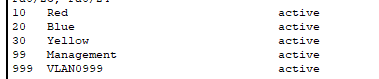 10 Red active
20 Blue active
30 Yellow active
99 Management active
999 VLAN0999 active